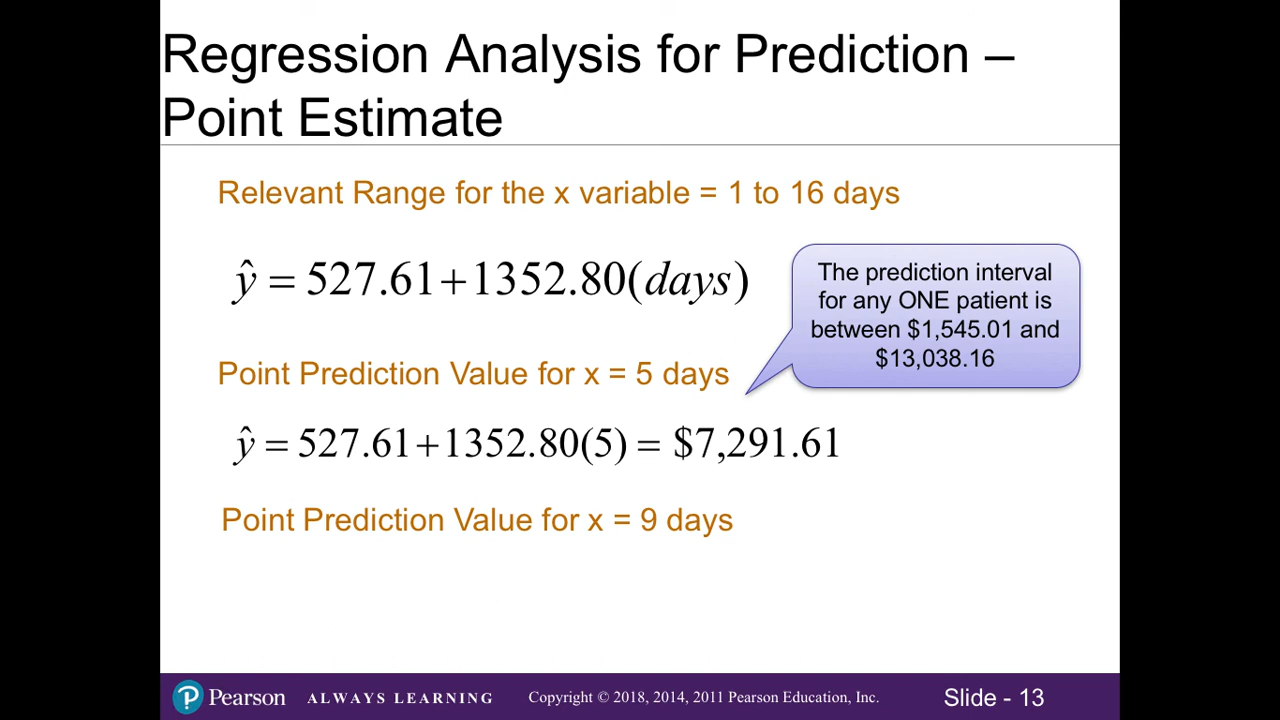 Regression Analysis for Prediction –
Point Estimate
Relevant Range for the x variable = 1 to 16 days
ŷ = 527.61+1352.80(days)
The prediction interval
for any ONE patient is
between $1,545.01 and
$13,038.16
Point Prediction Value for x = 5 days
ŷ = 527.61+1352.80(5) = $7,291.61
Point Prediction Value for x = 9 days
Pearson
ALWAYS LEARNING
Copyright © 2018, 2014, 2011 Pearson Education, Inc.
Slide - 13